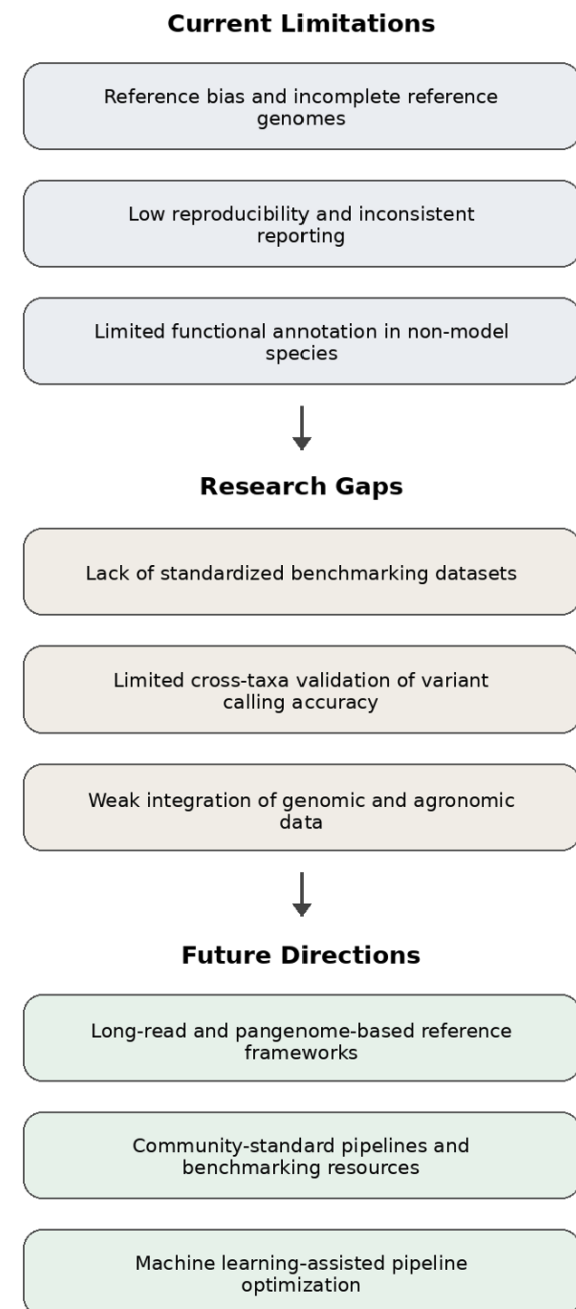 Current Limitations
Reference bias and incomplete reference
genomes
Low reproducibility and inconsistent
reporting
Limited functional annotation in non-model
species
Research Gaps
Lack of standardized benchmarking datasets
Limited cross-taxa validation of variant
calling accuracy
Weak integration of genomic and agronomic
data
Future Directions
Long-read and pangenome-based reference
frameworks
Community-standard pipelines and
benchmarking resources
Machine learning-assisted pipeline
optimization